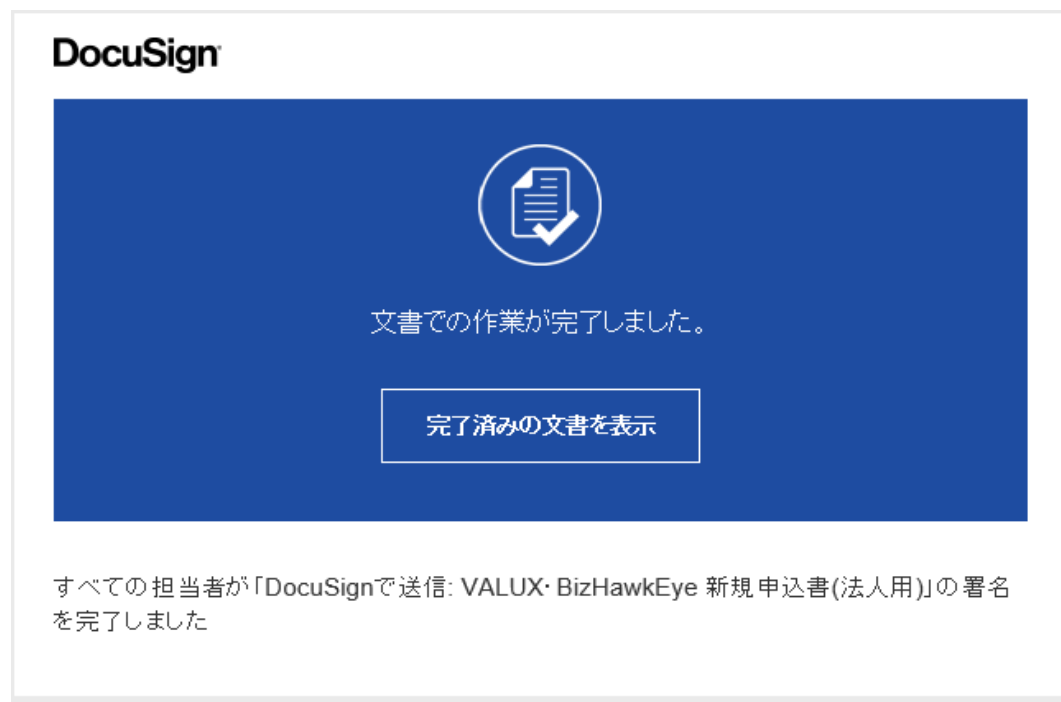 DocuSign
文書での作業が完了しました。
完了済みの文書を表示
すべての担当者が「DocuSignで送信: VALUX･BizHawkEye 新規申込書(法人用)」の署名
を完了しました